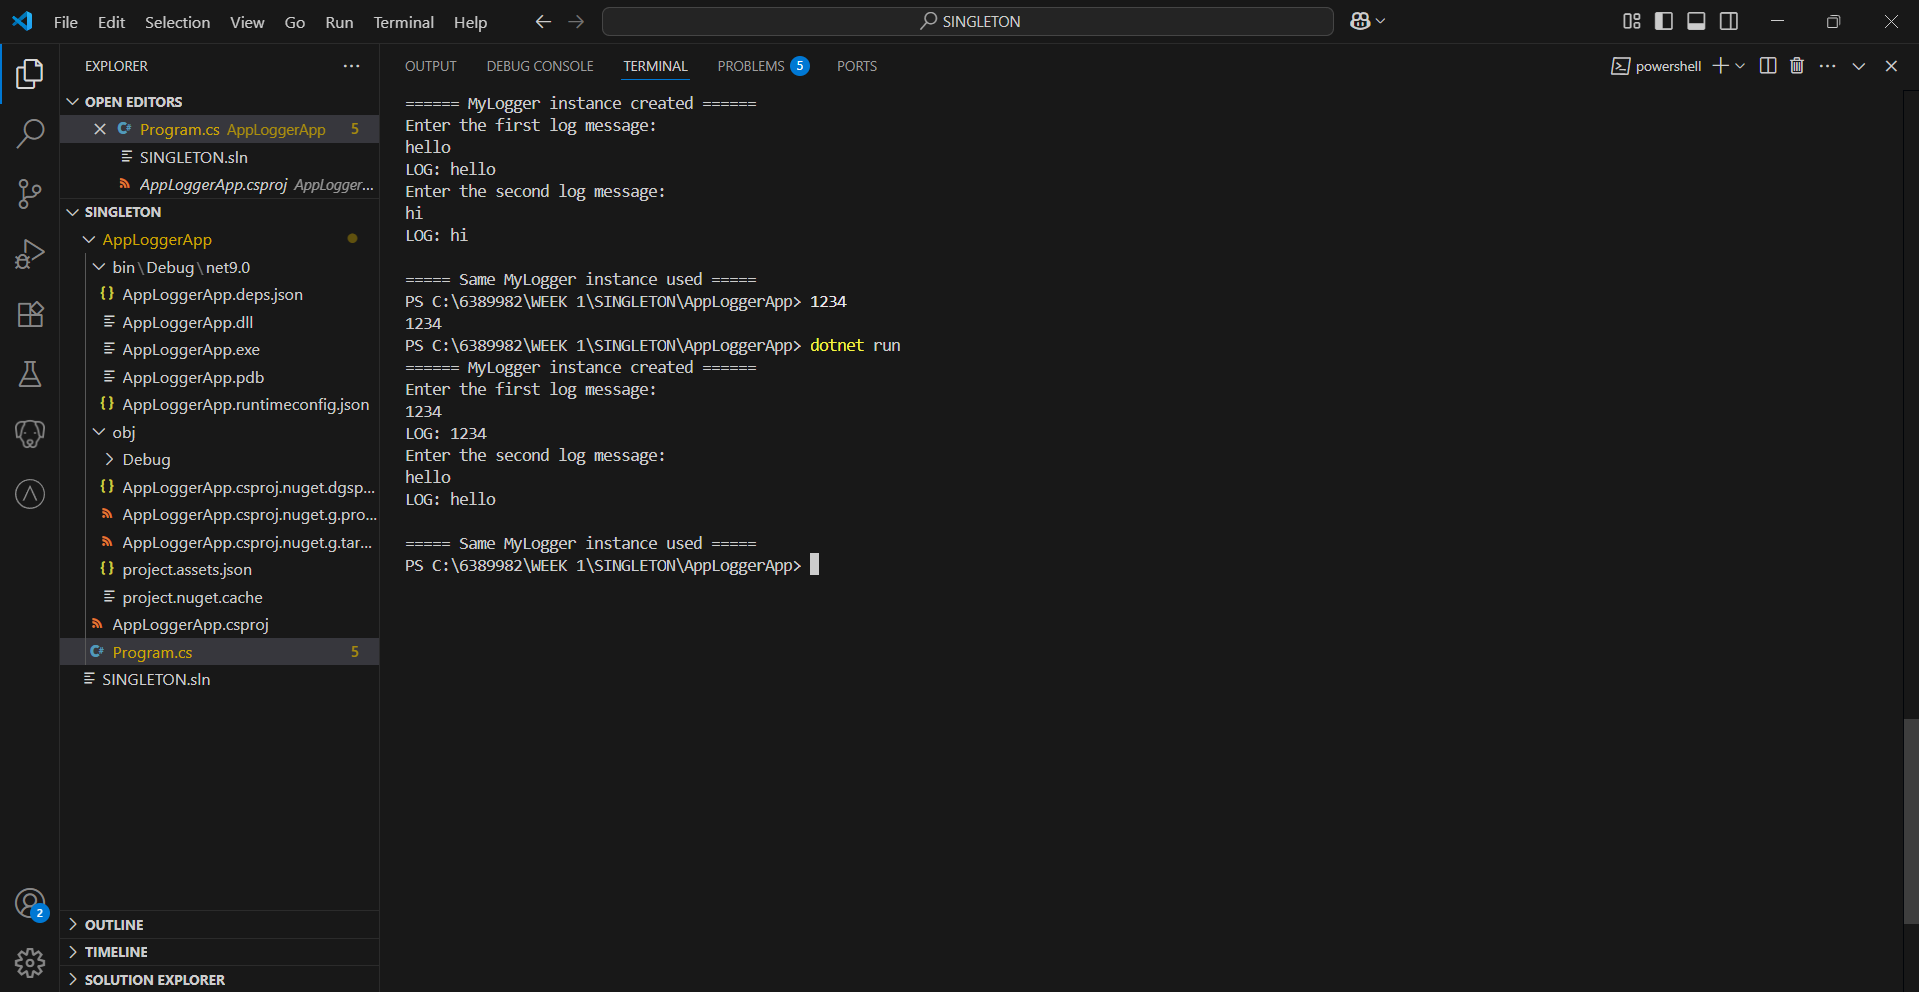 File Edit Selection View Go Run Terminal Help
SINGLETON
EXPLORER
OPEN EDITORS
Program.cs AppLoggerApp 5
SINGLETON.sln
AppLoggerApp.csproj AppLogger...
SINGLETON
AppLoggerApp
bin\Debug\net9.0
AppLoggerApp.deps.json
AppLoggerApp.dll
AppLoggerApp.exe
AppLoggerApp.pdb
AppLoggerApp.runtimeconfig.json
obj
Debug
AppLoggerApp.csproj.nuget.dgsp...
AppLoggerApp.csproj.nuget.g.pro...
AppLoggerApp.csproj.nuget.g.tar...
project.assets.json
project.nuget.cache
AppLoggerApp.csproj
Program.cs 5
SINGLETON.sln
2
OUTLINE
TIMELINE
SOLUTION EXPLORER
OUTPUT DEBUG CONSOLE TERMINAL PROBLEMS 5 PORTS
powershell
====== MyLogger instance created ======
Enter the first log message:
hello
LOG: hello
Enter the second log message:
hi
LOG: hi
===== Same MyLogger instance used =====
PS C:\6389982\WEEK 1\SINGLETON\AppLoggerApp> 1234
1234
PS C:\6389982\WEEK 1\SINGLETON\AppLoggerApp> dotnet run
====== MyLogger instance created ======
Enter the first log message:
1234
LOG: 1234
Enter the second log message:
hello
LOG: hello
===== Same MyLogger instance used =====
PS C:\6389982\WEEK 1\SINGLETON\AppLoggerApp>